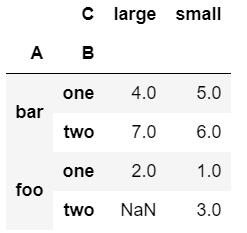 C large small
A B
bar one 4.0 5.0
two 7.0 6.0
foo one 2.0 1.0
two NaN 3.0